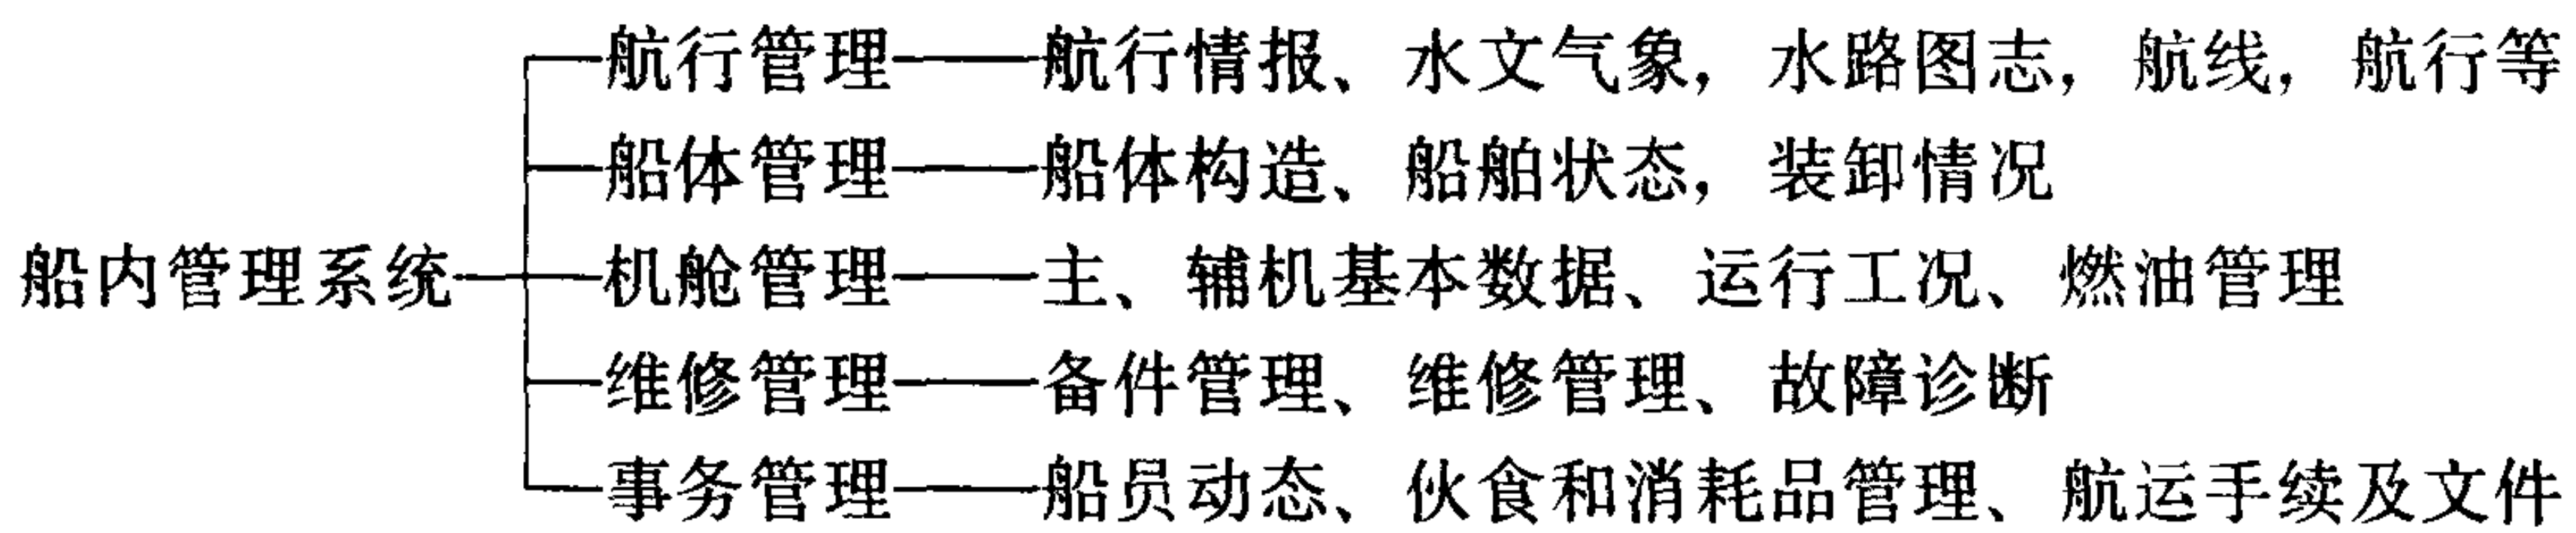 航行管理——航行情报、水文气象，水路图志，航线，航行等
船体管理——船体构造、船舶状态，装卸情况
船内管理系统——机舱管理——主、辅机基本数据、运行工况、燃油管理
维修管理——备件管理、维修管理、故障诊断
事务管理——船员动态、伙食和消耗品管理、航运手续及文件